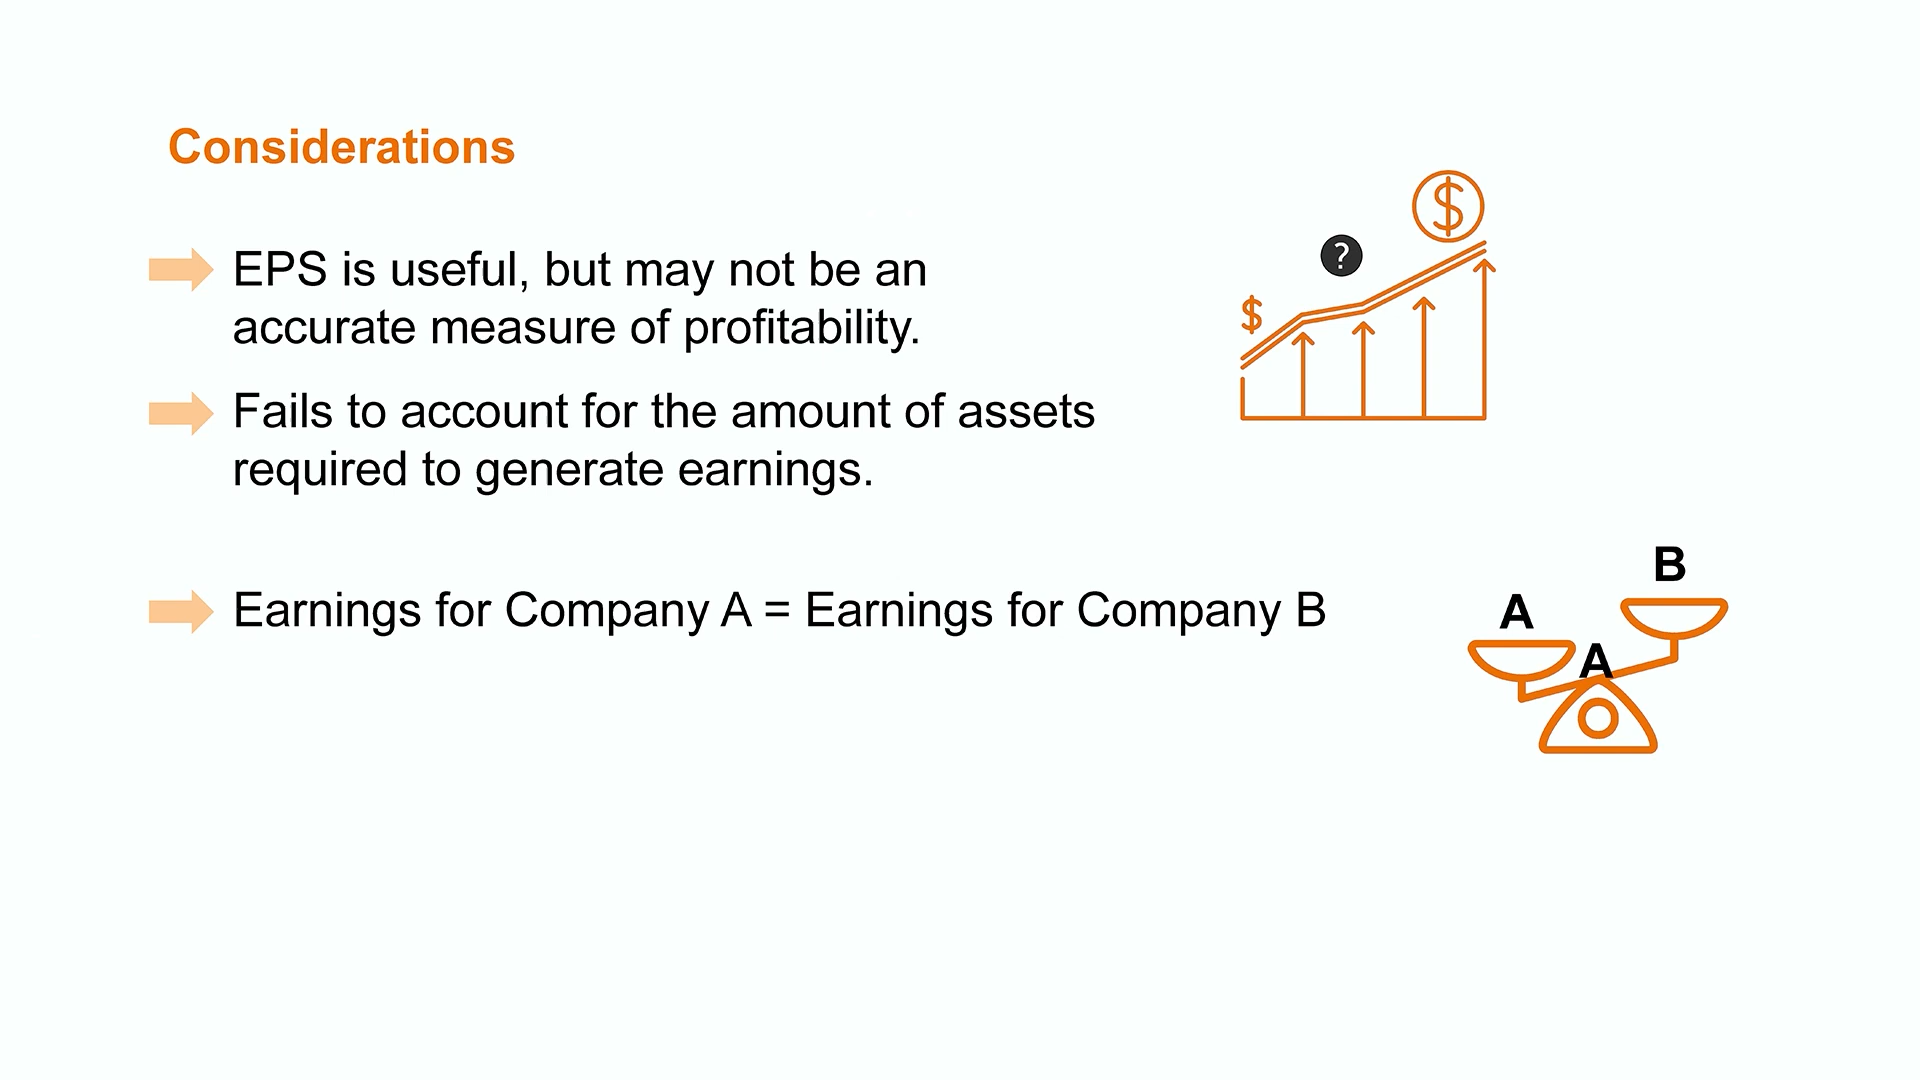 Considerations
EPS is useful, but may not be an
accurate measure of profitability.
$
?
$
Fails to account for the amount of assets
required to generate earnings.
Earnings for Company A = Earnings for Company B
B
A
A